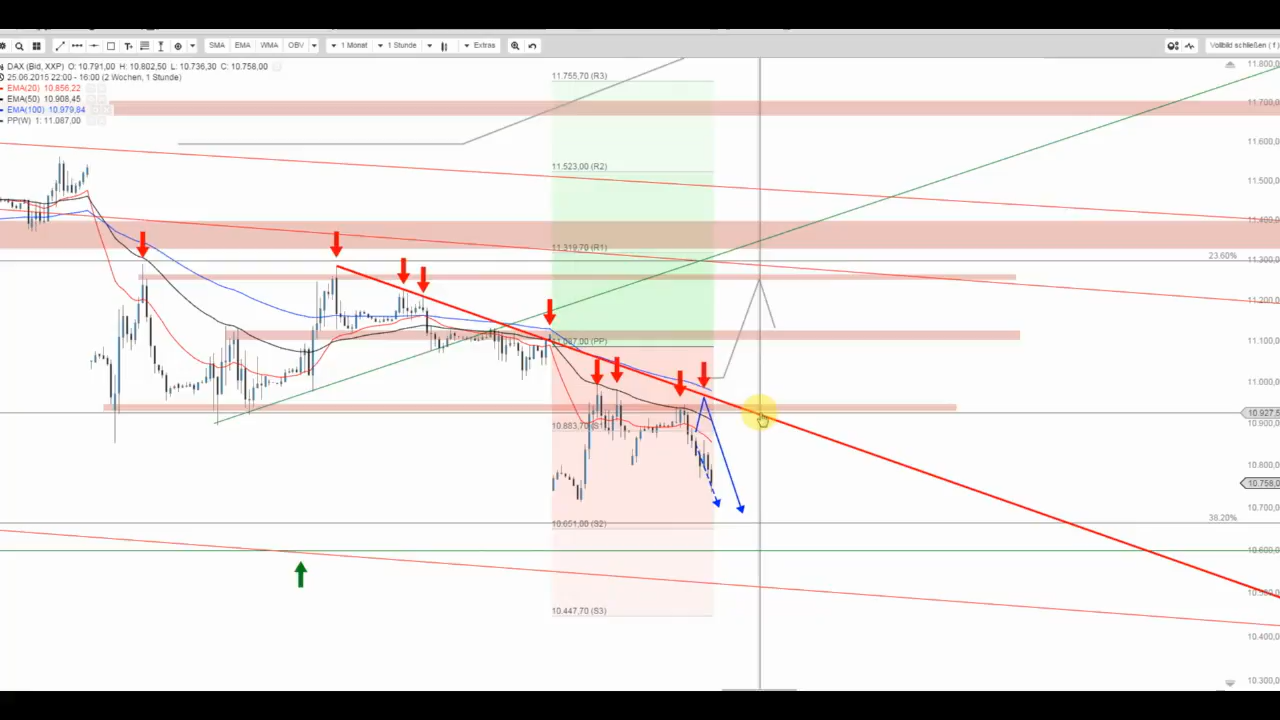 SMA EMA WMA OBV 1 Monat 1 Stunde Extras Vollbild schließen ( f )
DAX (Bid, XXP) O: 10.791,00 H: 10.802,50 L: 10.736,30 C: 10.758,00
25.06.2015 22:00 - 16:00 (2 Wochen, 1 Stunde)
EMA(20) 10.856,22
EMA(50) 10.908,45
EMA(100) 10.979,84
PP(W) 1: 11.087,00
11.755,70 (R3)
11.523,00 (R2)
11.319,70 (R1)
11.087,00 (PP)
10.883,70 (S1)
10.651,00 (S2)
10.447,70 (S3)
23.60%
38.20%
11.800,
11.700,0
11.600,0
11.500,0
11.400,0
11.300,0
11.200,0
11.100,0
11.000,0
10.927,5
10.900,0
10.800,0
10.758,0
10.700,0
10.600,0
10.500,0
10.400,0
10.300,0